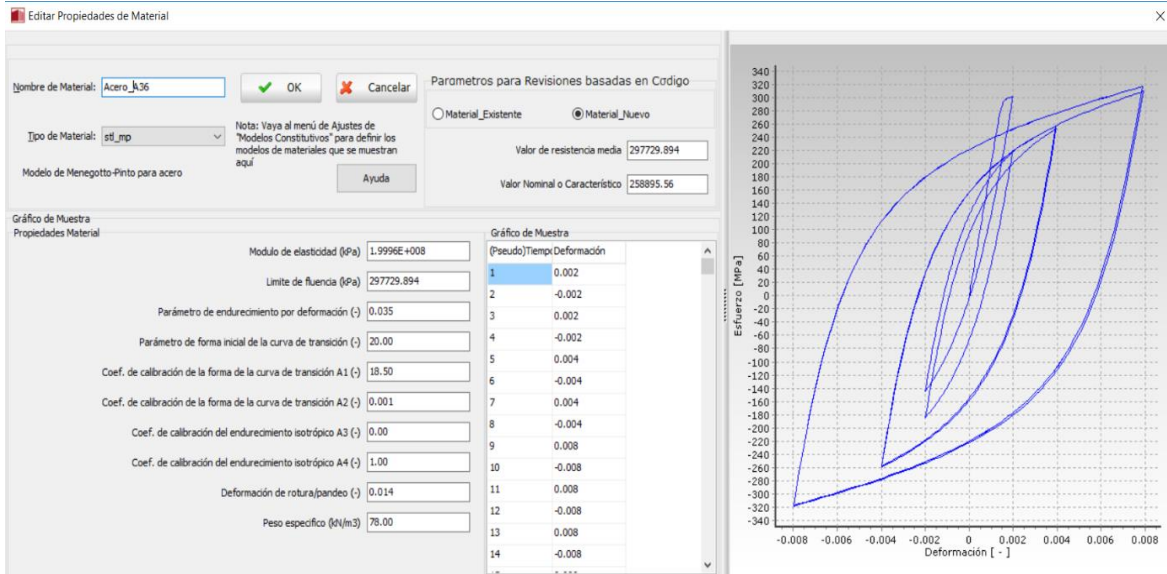 Editar Propiedades de Material
Nombre de Material: Acero_A36
OK
Cancelar
Tipo de Material: stl_mp
Nota: Vaya al menú de Ajustes de
"Modelos Constitutivos" para definir los
modelos de materiales que se muestran
aquí
Modelo de Menegotto-Pinto para acero
Ayuda
Parametros para Revisiones basadas en Código
Material_Existente
Material_Nuevo
Valor de resistencia media 297729.894
Valor Nominal o Característico 258895.56
Gráfico de Muestra
Propiedades Material
Modulo de elasticidad (kPa) 1.9996E+008
Limite de fluencia (kPa) 297729.894
Parámetro de endurecimiento por deformación (-) 0.035
Parámetro de forma inicial de la curva de transición (-) 20.00
Coef. de calibración de la forma de la curva de transición A1 (-) 18.50
Coef. de calibración de la forma de la curva de transición A2 (-) 0.001
Coef. de calibración del endurecimiento isotrópico A3 (-) 0.00
Coef. de calibración del endurecimiento isotrópico A4 (-) 1.00
Deformación de rotura/pandeo (-) 0.014
Peso especifico (kN/m3) 78.00
Gráfico de Muestra
(Pseudo)Tiempo Deformación
1 0.002
2 -0.002
3 0.002
4 -0.002
5 0.004
6 -0.004
7 0.004
8 -0.004
9 0.008
10 -0.008
11 0.008
12 -0.008
13 0.008
14 -0.008
Esfuerzo [MPa]
340
320
300
280
260
240
220
200
180
160
140
120
100
80
60
40
20
0
-20
-40
-60
-80
-100
-120
-140
-160
-180
-200
-220
-240
-260
-280
-300
-320
-340
-0.008 -0.006 -0.004 -0.002 0 0.002 0.004 0.006 0.008
Deformación [ - ]